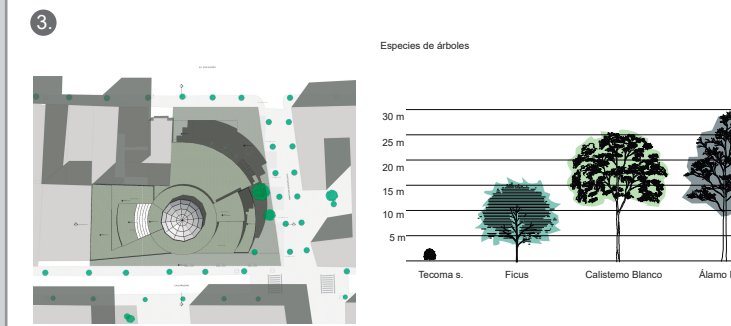 3.
Especies de árboles
30 m
25 m
20 m
15 m
10 m
5 m
Tecoma s.
Ficus
Calistemo Blanco
Álamo